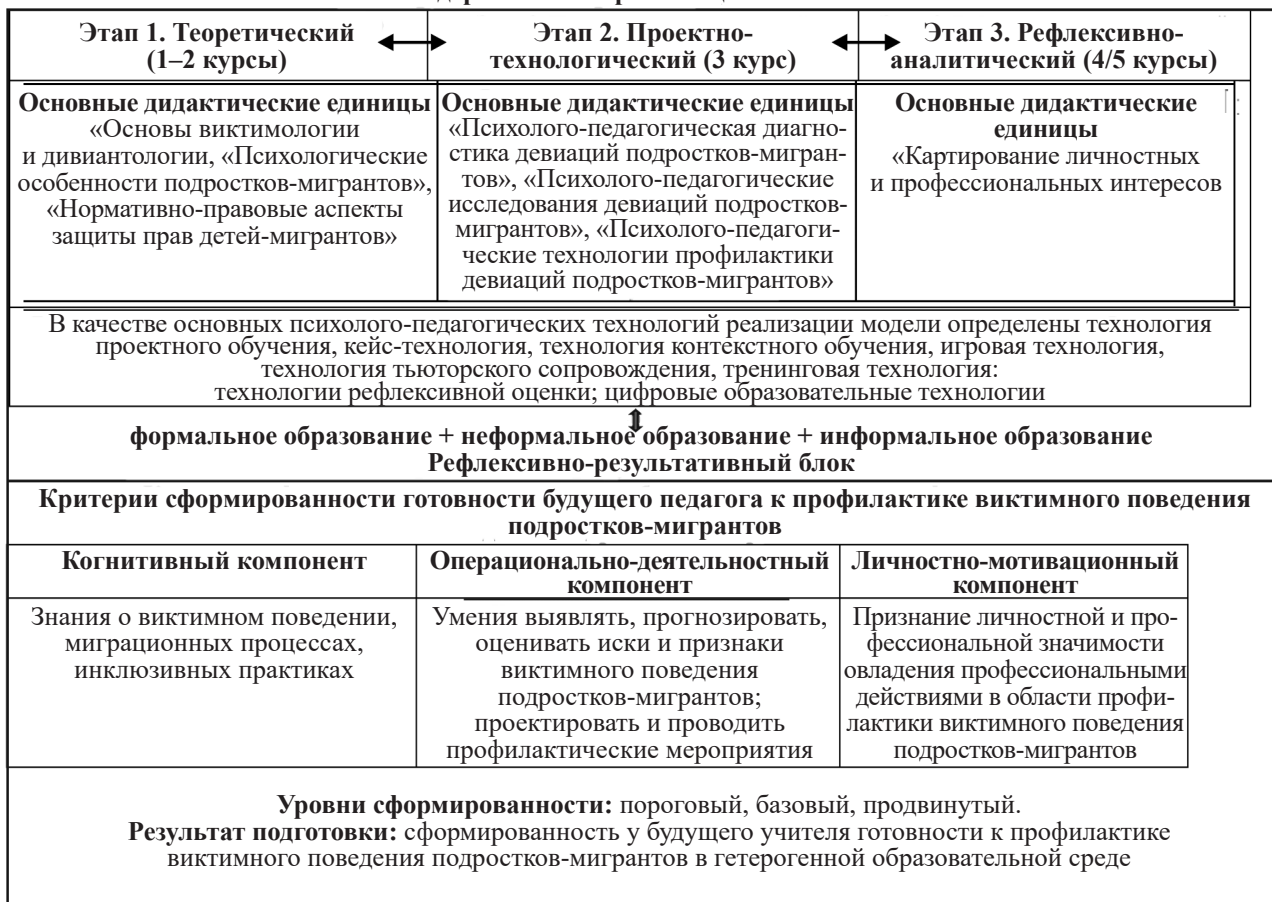 Этап 1. Теоретический
(1–2 курсы)
Этап 2. Проектно-
технологический (3 курс)
Этап 3. Рефлексивно-
аналитический (4/5 курсы)
Основные дидактические единицы
«Основы виктимологии
и дивиантологии, «Психологические
особенности подростков-мигрантов»,
«Нормативно-правовые аспекты
защиты прав детей-мигрантов»
Основные дидактические единицы
«Психолого-педагогическая диагно-
стика девиаций подростков-мигран-
тов», «Психолого-педагогические
исследования девиаций подростков-
мигрантов», «Психолого-педагоги-
ческие технологии профилактики
девиаций подростков-мигрантов»
Основные дидактические
единицы
«Картирование личностных
и профессиональных интересов
В качестве основных психолого-педагогических технологий реализации модели определены технология
проектного обучения, кейс-технология, технология контекстного обучения, игровая технология,
технология тьюторского сопровождения, тренинговая технология:
технологии рефлексивной оценки; цифровые образовательные технологии
формальное образование + неформальное образование + информальное образование
Рефлексивно-результативный блок
Критерии сформированности готовности будущего педагога к профилактике виктимного поведения
подростков-мигрантов
Когнитивный компонент
Операционально-деятельностный
компонент
Личностно-мотивационный
компонент
Знания о виктимном поведении,
миграционных процессах,
инклюзивных практиках
Умения выявлять, прогнозировать,
оценивать иски и признаки
виктимного поведения
подростков-мигрантов;
проектировать и проводить
профилактические мероприятия
Признание личностной и про-
фессиональной значимости
овладения профессиональными
действиями в области профи-
лактики виктимного поведения
подростков-мигрантов
Уровни сформированности: пороговый, базовый, продвинутый.
Результат подготовки: сформированность у будущего учителя готовности к профилактике
виктимного поведения подростков-мигрантов в гетерогенной образовательной среде